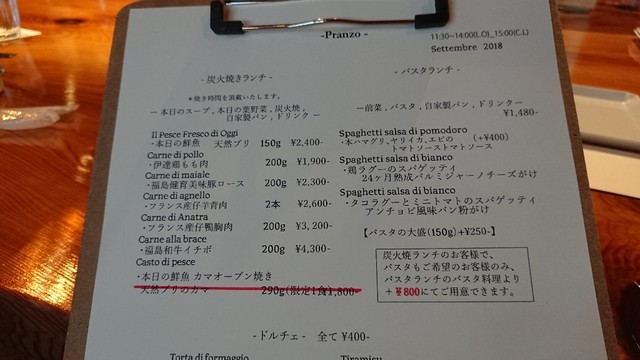 -Pranzo -
11:30~14:00(L.O)_15:00(C.L)
Settembre 2018
- 炭火焼きランチ -
＊焼き時間を頂戴いたします。
ー 本日のスープ , 本日の葉野菜 , 炭火焼 ,
自家製パン , ドリンク ー
Il Pesce Fresco di Oggi
・本日の鮮魚 天然ブリ 150g ¥2,400-
Carne di pollo
・伊達鶏もも肉 200g ¥1,900-
Carne di maiale
・福島健育美味豚ロース 200g ¥2,300-
Carne di agnello
・フランス産仔羊背肉 2本 ¥2,600-
Carne di Anatra
・フランス産仔鴨胸肉 200g ¥3,200-
Carne alla brace
・福島和牛イチボ 200g ¥4,300-
Casto di pesce
・本日の鮮魚 カマオーブン焼き
天然ブリのカマ 290g(限定1食1,800-
- パスタランチ -
ー前菜 , パスタ , 自家製パン , ドリンクー
¥1,480-
Spaghetti salsa di pomodoro
・本ハマグリ、ヤリイカ、エビの (+¥400)
トマトソーストマトソース
Spaghetti salsa di bianco
・鶏ラグーのスパゲッティ
24ヶ月熟成パルミジャーノチーズがけ
Spaghetti salsa di bianco
・タコラグーとミニトマトのスパゲッティ
アンチョビ風味パン粉がけ
【パスタの大盛(150g)+¥250-】
炭火焼ランチのお客様で、
パスタもご希望のお客様のみ、
パスタランチのパスタ料理より
+ ¥800にてご用意できます。
-ドルチェ- 全て ¥400-
Torta di formaggio Tiramisu